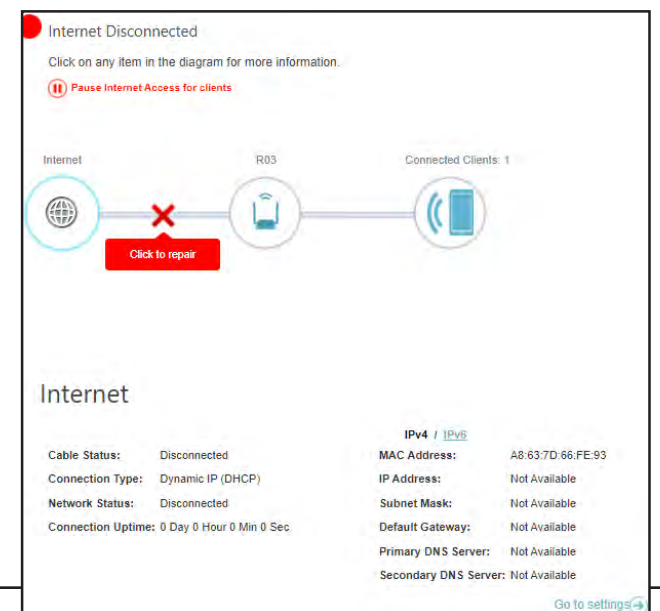 Internet Disconnected
Click on any item in the diagram for more information.
Pause Internet Access for clients
Internet
R03
Connected Clients: 1
Click to repair
Internet
IPv4 / IPv6
Cable Status: Disconnected
MAC Address: A8:63:7D:66:FE:93
Connection Type: Dynamic IP (DHCP)
IP Address: Not Available
Network Status: Disconnected
Subnet Mask: Not Available
Connection Uptime: 0 Day 0 Hour 0 Min 0 Sec
Default Gateway: Not Available
Primary DNS Server: Not Available
Secondary DNS Server: Not Available
Go to settings